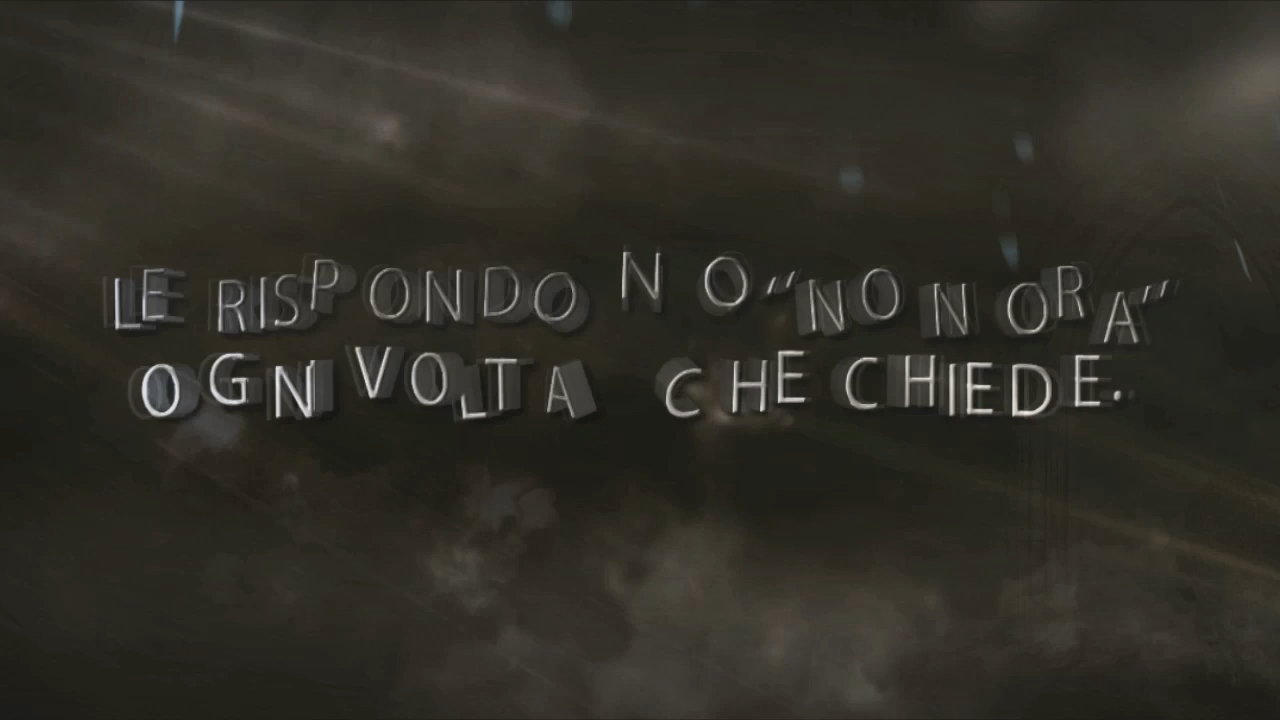 LE RISPONDO NO "NON ORA"
OGNI VOLTA CHE CHIEDE.